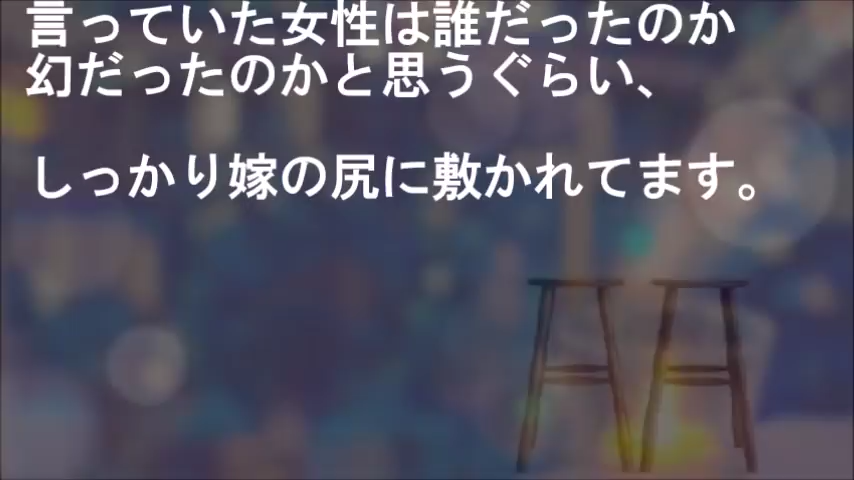 言っていた女性は誰だったのか
幻だったのかと思うぐらい、
しっかり嫁の尻に敷かれてます。